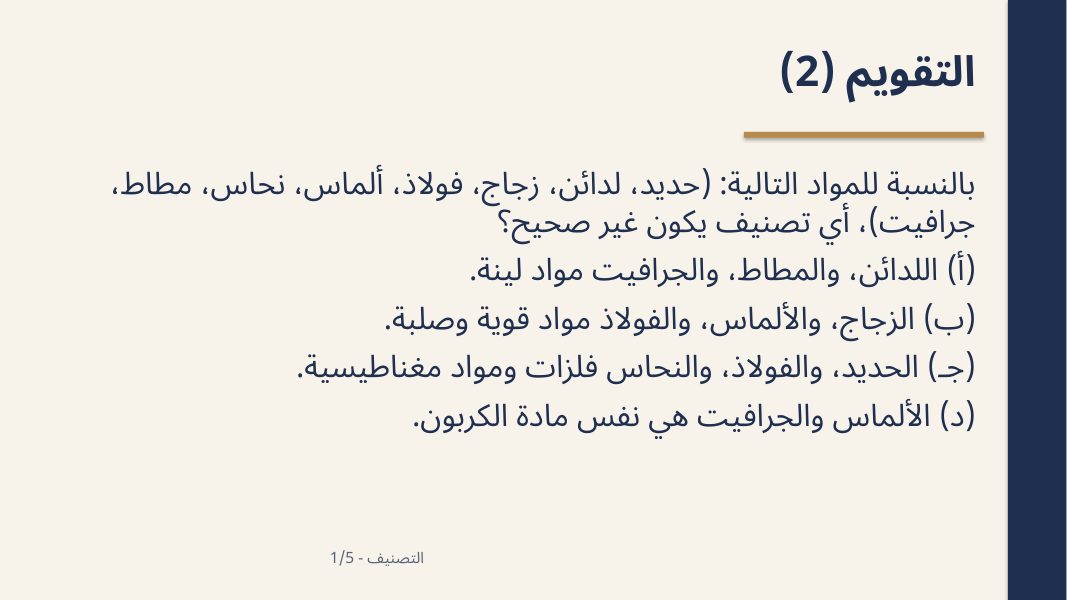 التقويم (2)
بالنسبة للمواد التالية: (حديد، لدائن، زجاج، فولاذ، ألماس، نحاس، مطاط،
جرافيت)، أي تصنيف يكون غير صحيح؟
(أ) اللدائن، والمطاط، والجرافيت مواد لينة.
(ب) الزجاج، والألماس، والفولاذ مواد قوية وصلبة.
(جـ) الحديد، والفولاذ، والنحاس فلزات ومواد مغناطيسية.
(د) الألماس والجرافيت هي نفس مادة الكربون.
التصنيف - 1/5